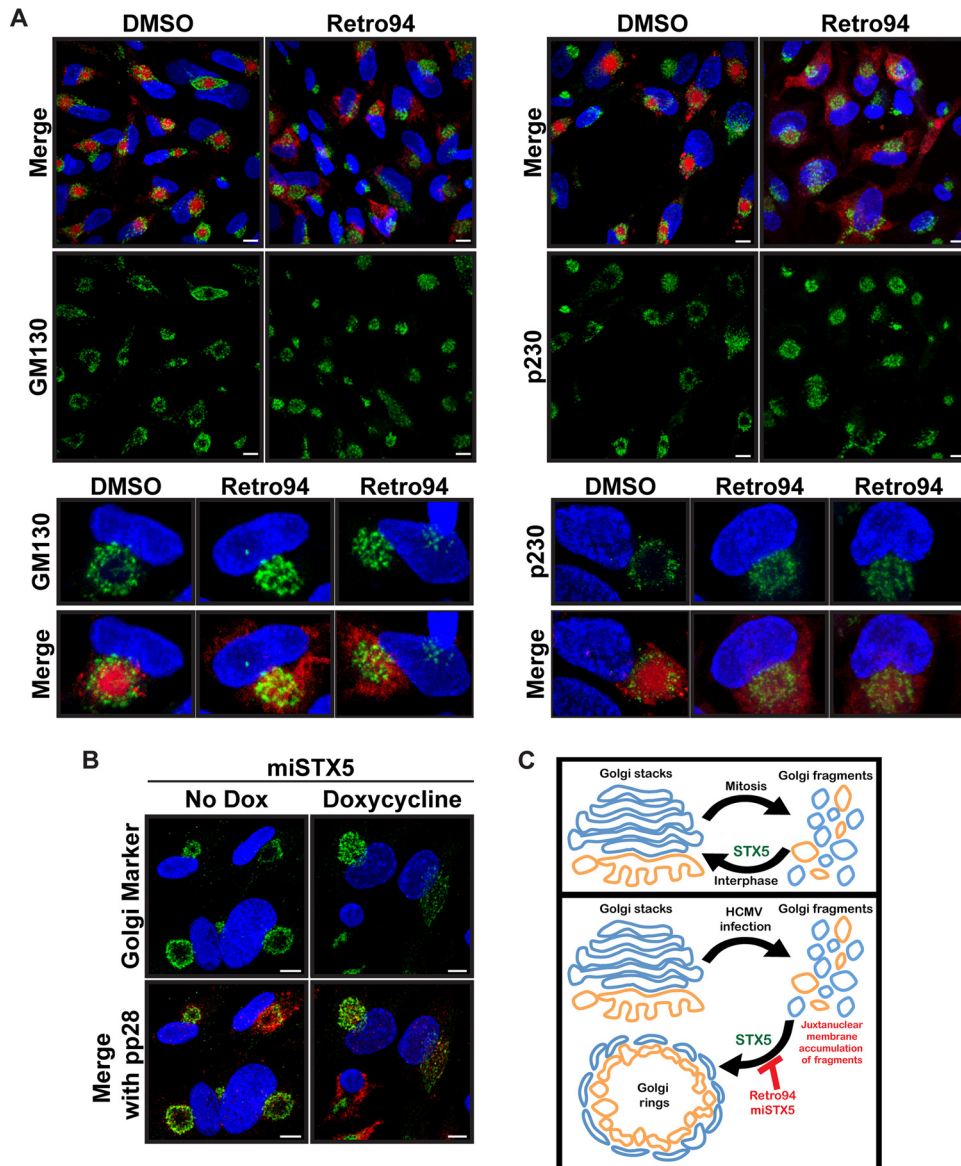 A
DMSO
Retro94
Merge
GM130
DMSO
Retro94
Merge
p230
DMSO
Retro94
Retro94
GM130
Merge
DMSO
Retro94
Retro94
p230
Merge
B
miSTX5
No Dox
Doxycycline
Golgi Marker
Merge
with pp28
C
Golgi stacks
Mitosis
Golgi fragments
STX5
Interphase
Golgi stacks
HCMV
infection
Golgi fragments
STX5
Juxtanuclear
membrane
accumulation
of fragments
Golgi
rings
Retro94
miSTX5